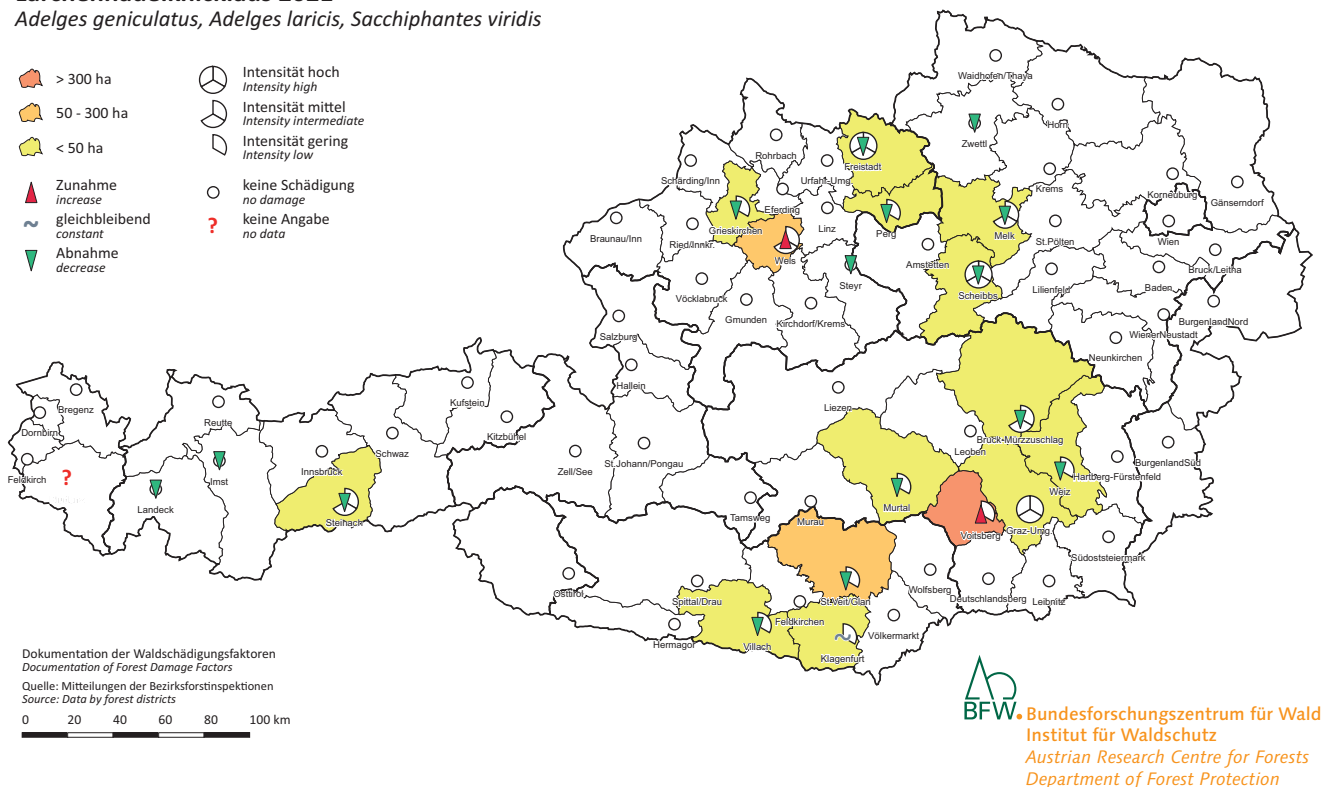 Adelges geniculatus, Adelges laricis, Sacchiphantes viridis
> 300 ha
50 - 300 ha
< 50 ha
Zunahme
increase
~
gleichbleibend
constant
Abnahme
decrease
Intensität hoch
Intensity high
Intensität mittel
Intensity intermediate
Intensität gering
Intensity low
keine Schädigung
no damage
?
keine Angabe
no data
Waidhofen/Thaya
Horn
Zwettl
Rohrbach
Freistadt
Schärding/Inn
Urfahr-Umg.
Krems
Korneuburg
Gänserndorf
Eferding
Grieskirchen
Linz
Perg
Melk
St.Pölten
Wien
Braunau/Inn
Ried/Innkr.
Wels
Amstetten
Bruck/Leitha
Steyr
Scheibbs
Lilienfeld
Baden
Vöcklabruck
Gmunden
Kirchdorf/Krems
BurgenlandNord
Salzburg
WienerNeustadt
Neunkirchen
Hallein
Bregenz
Reutte
Kufstein
Liezen
Dornbirn
Kitzbühel
Bruck-Mürzzuschlag
Schwaz
Leoben
Feldkirch
?
Innsbruck
Imst
Zell/See
St.Johann/Pongau
BurgenlandSüd
Hartberg-Fürstenfeld
Weiz
Landeck
Steinach
Tamsweg
Murau
Murtal
Voitsberg
Graz-Umg.
Südoststeiermark
Osttirol
Spittal/Drau
St.Veit/Glan
Wolfsberg
Deutschlandsberg
Leibnitz
Feldkirchen
Hermagor
Villach
~
Klagenfurt
Völkermarkt
Dokumentation der Waldschädigungsfaktoren
Documentation of Forest Damage Factors
Quelle: Mitteilungen der Bezirksforstinspektionen
Source: Data by forest districts
0 20 40 60 80 100 km
BFW.
Bundesforschungszentrum für Wald
Institut für Waldschutz
Austrian Research Centre for Forests
Department of Forest Protection